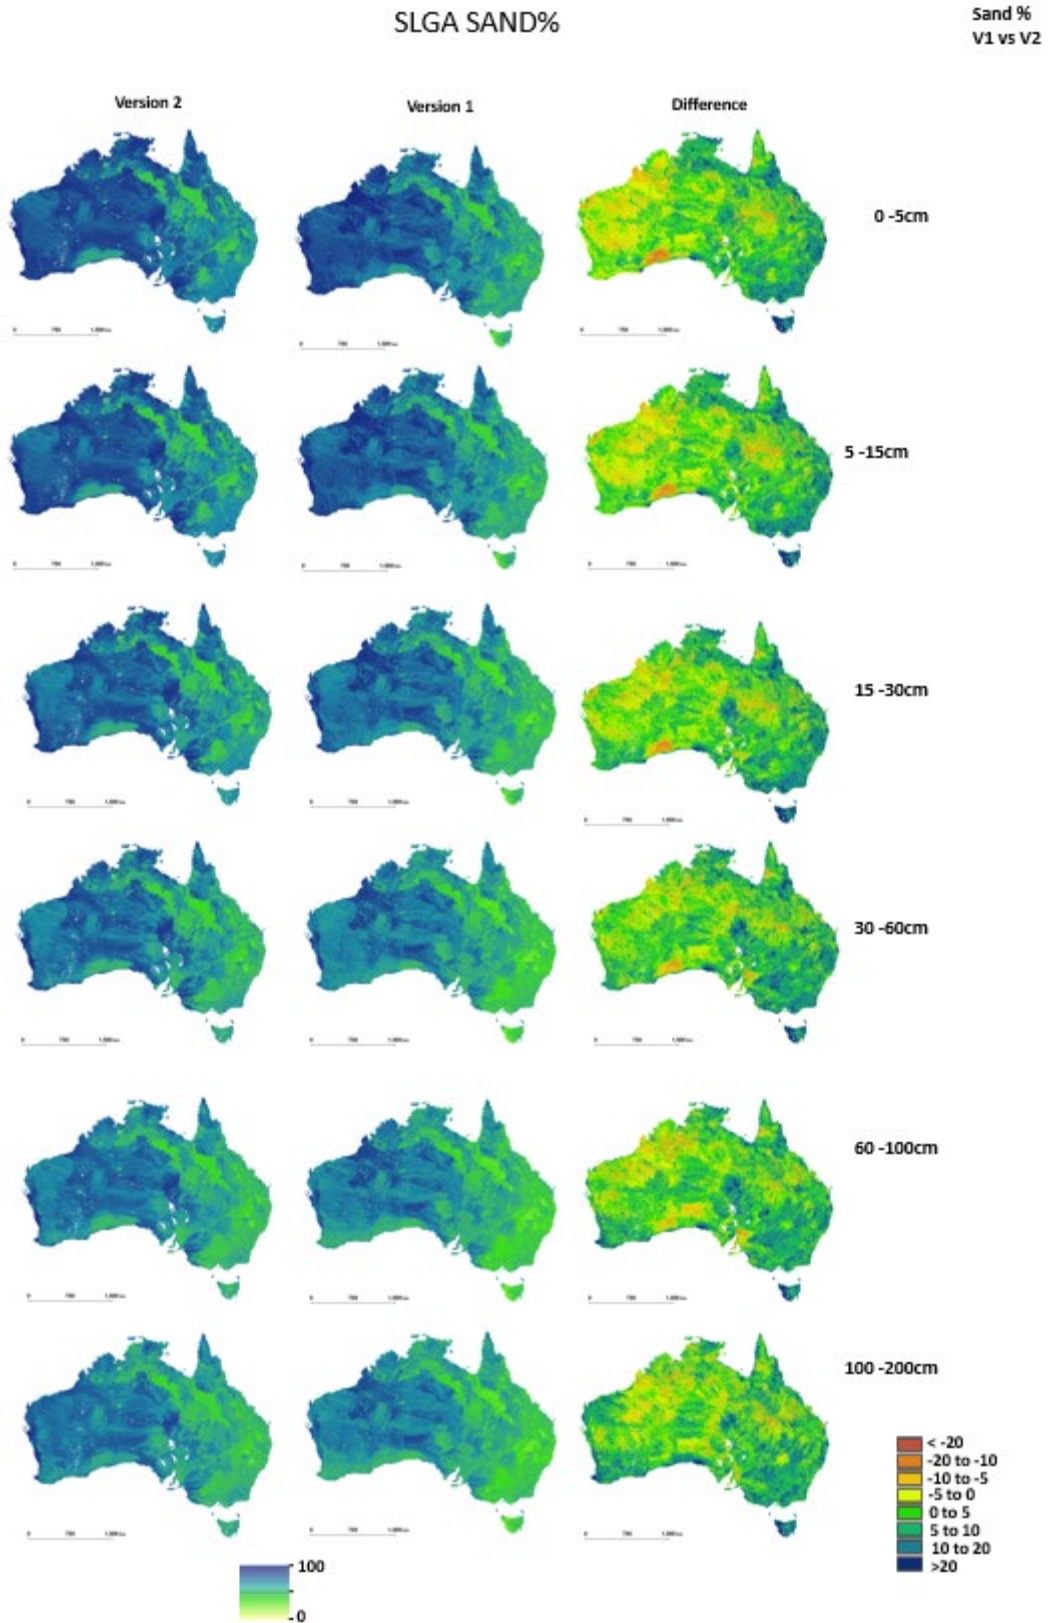 SLGA SAND%
Sand %
V1 vs V2
Version 2
Version 1
Difference
0 -5cm
5 -15cm
15 -30cm
30 -60cm
60 -100cm
100 -200cm
< -20
-20 to -10
-10 to -5
-5 to 0
0 to 5
5 to 10
10 to 20
>20
100
0